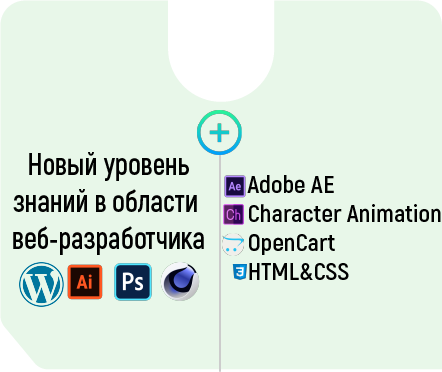 Новый уровень
знаний в области
веб-разработчика
Ai
Ps
Ae
Adobe AE
Ch
Character Animation
OpenCart
3
HTML&CSS